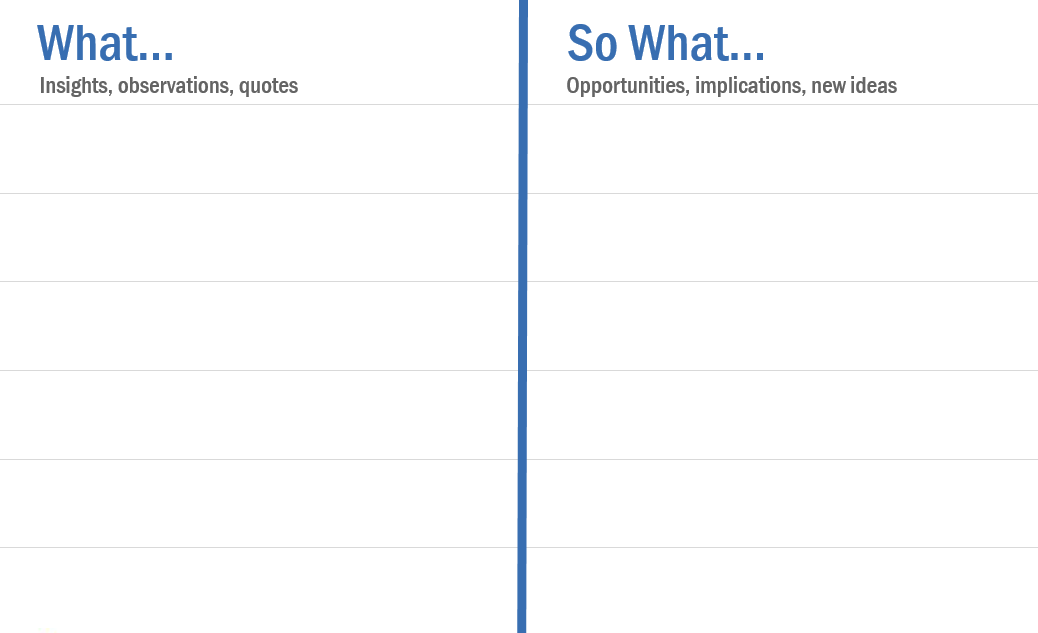 What...
Insights, observations, quotes
So What...
Opportunities, implications, new ideas